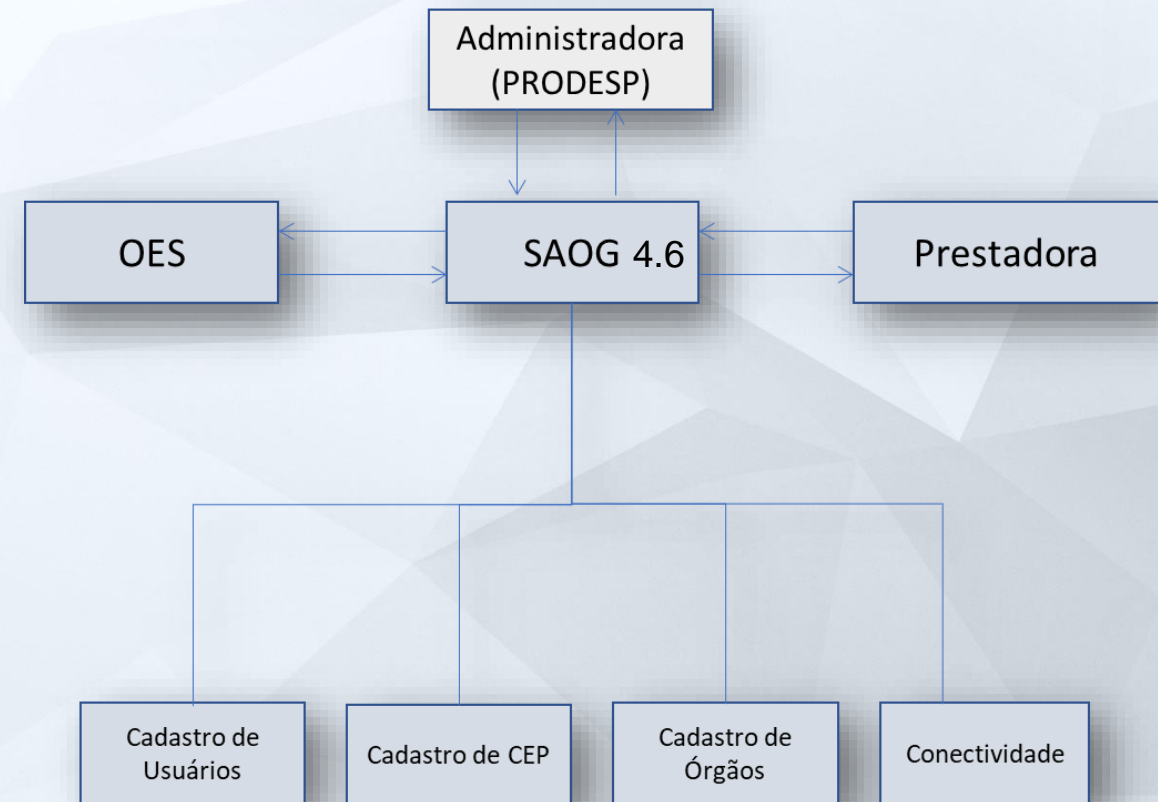 Administradora
(PRODESP)
OES
SAOG 4.6
Prestadora
Cadastro de
Usuários
Cadastro de CEP
Cadastro de
Órgãos
Conectividade